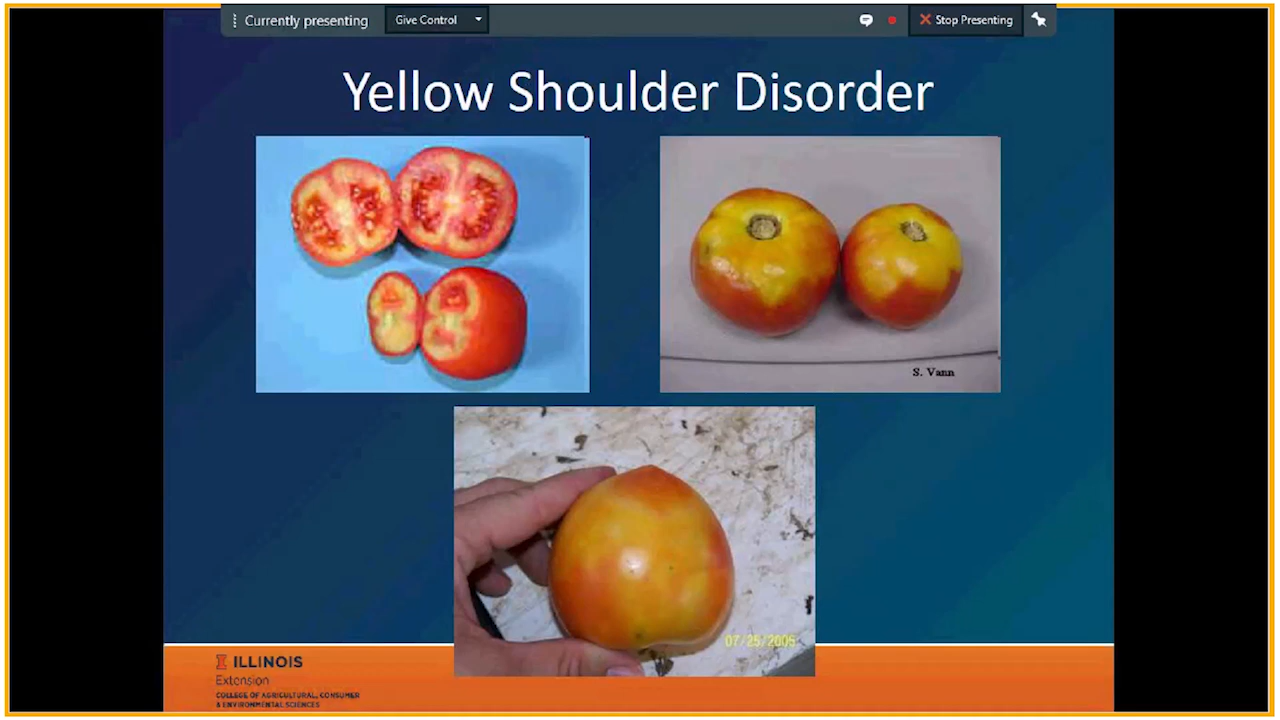 Currently presenting
Give Control
Stop Presenting
Yellow Shoulder Disorder
S. Vann
07/25/2005
ILLINOIS
Extension
COLLEGE OF AGRICULTURAL, CONSUMER
& ENVIRONMENTAL SCIENCES